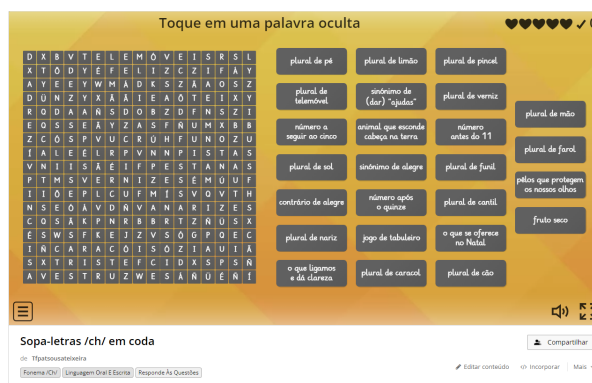 Toque em uma palavra oculta
D X B V T E L E M Ó V E I S R S L
X T Ö D Y E F E L I Z C Z I F Á Y
A Y E E Y W M Á D K S Z Ã A O S Z
D Ü N Z Y X Ã Ã I E A Ô T E I X Y
R Q D A A Ñ S D O B Z D F N S Z I
E Q S S E Ã Y Z A S F Ñ U M X B B
Z C Ó S P V U C R Ú H F U N O Z U
Í A L E É L R P V N N P I S T A S
V N I I S Ã É I F P E S T A N A S
P T M S V E R N I Z E S É M Ú U F
I I Ô E P L C U F M Í S V Q V T H
N S E Ö Á V D Ñ V A N A R I Z E S
C Q S Ã K P N R B B R T Z Ñ Ü S X
É S W S F K E J Z V S Ó G P Q E C
I Ñ C A R A C Ó I S Ó Z I A U I Ã
S X T R I S T E F C I D X S P S Ñ
A V E S T R U Z W E S À Ñ Ü É Ñ Í
plural de pé
plural de limão
plural de pincel
plural de telemóvel
sinónimo de (dar) "ajudas"
plural de verniz
número a seguir ao cinco
animal que esconde cabeça na terra
número antes do 11
plural de sol
sinónimo de alegre
plural de funil
contrário de alegre
número após o quinze
plural de cantil
plural de nariz
jogo de tabuleiro
o que se oferece no Natal
o que ligamos e dá clareza
plural de caracol
plural de cão
plural de mão
plural de farol
pêlos que protegem os nossos olhos
fruto seco
Sopa-letras /ch/ em coda
Compartilhar
de Tfpatsousateixeira
Fonema /Ch/
Linguagem Oral E Escrita
Responde Às Questões
Editar conteúdo
Incorporar
Mais